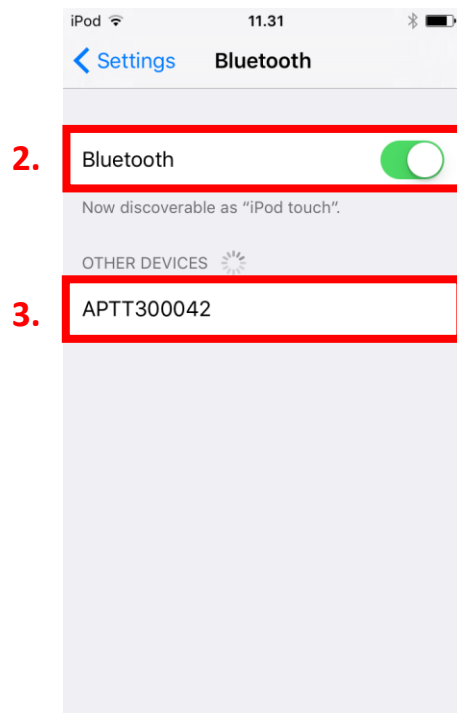 iPod 11.31
Settings Bluetooth
2. Bluetooth
Now discoverable as “iPod touch”.
OTHER DEVICES
3. APTT300042